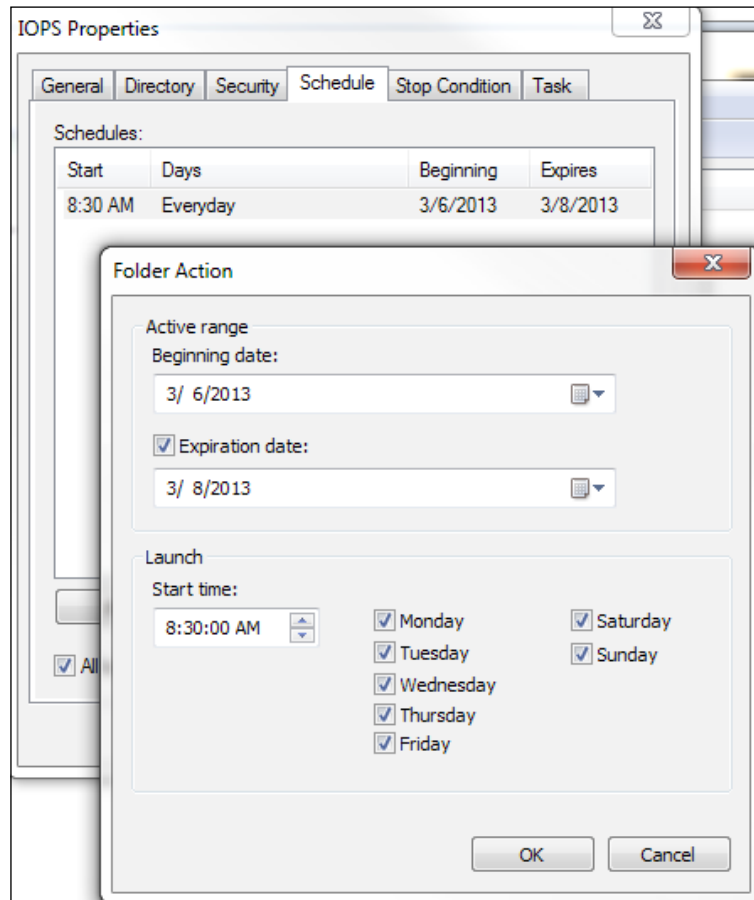 IOPS Properties
General Directory Security Schedule Stop Condition Task
Schedules:
Start Days Beginning Expires
8:30 AM Everyday 3/6/2013 3/8/2013
Folder Action
Active range
Beginning date:
3/ 6/2013
Expiration date:
3/ 8/2013
Launch
Start time:
8:30:00 AM
Monday
Tuesday
Wednesday
Thursday
Friday
Saturday
Sunday
All
OK Cancel